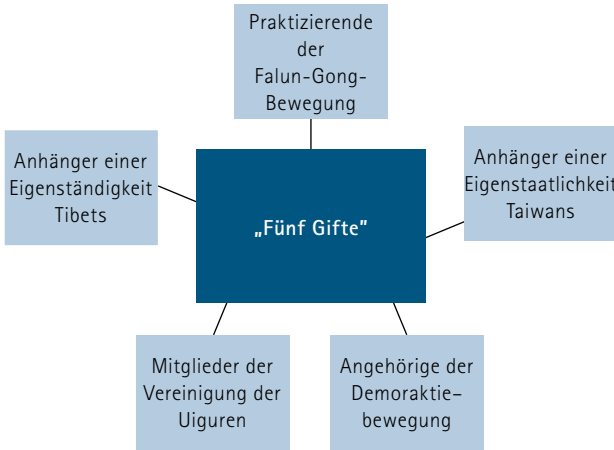 Praktizierende
der
Falun-Gong-
Bewegung
Anhänger einer
Eigenständigkeit
Tibets
Anhänger einer
Eigenstaatlichkeit
Taiwans
„Fünf Gifte“
Mitglieder der
Vereinigung der
Uiguren
Angehörige der
Demoraktie-
bewegung